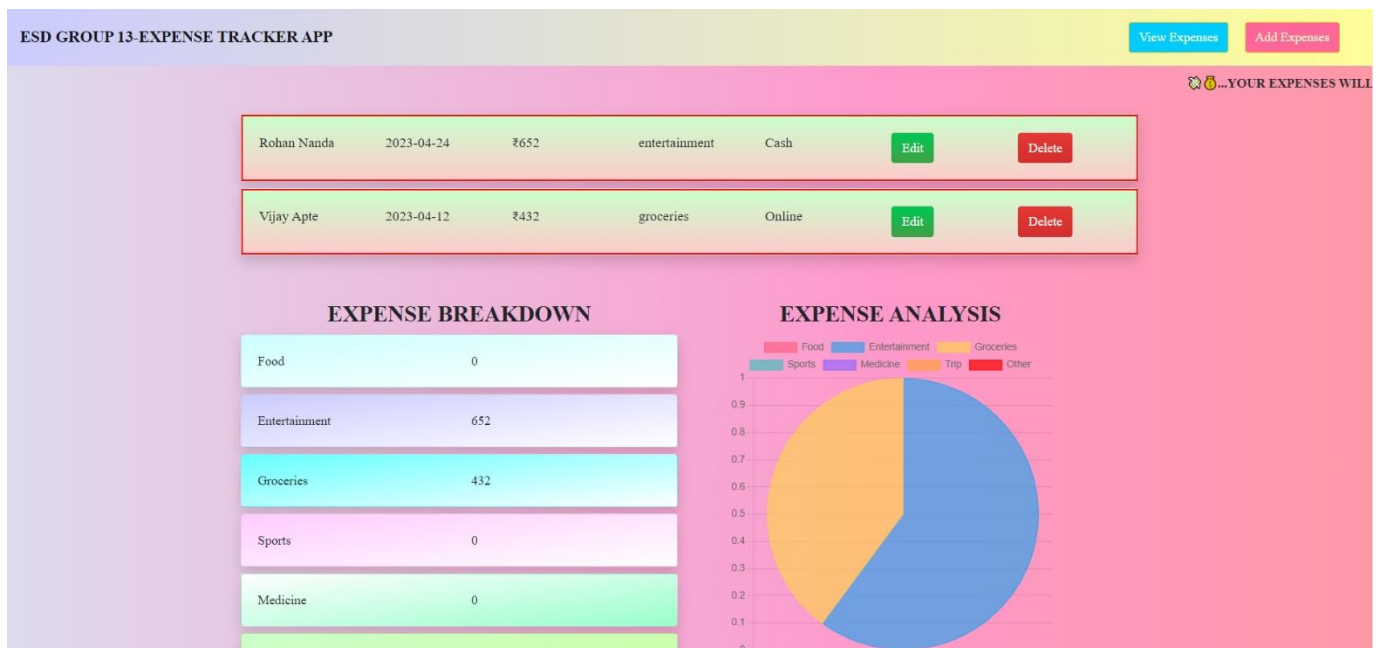 ESD GROUP 13-EXPENSE TRACKER APP View Expenses Add Expenses
...YOUR EXPENSES WILL
Rohan Nanda 2023-04-24 ₹652 entertainment Cash Edit Delete
Vijay Apte 2023-04-12 ₹432 groceries Online Edit Delete
EXPENSE BREAKDOWN
Food 0
Entertainment 652
Groceries 432
Sports 0
Medicine 0
EXPENSE ANALYSIS
Food Entertainment Groceries
Sports Medicine Trip Other
1
0.9
0.8
0.7
0.6
0.5
0.4
0.3
0.2
0.1
0